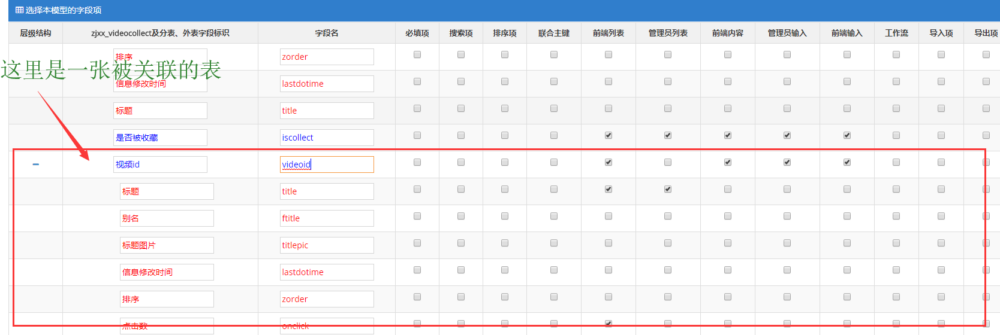 选择本模型的字段项
层级结构 zjxx_videocollect及分表、外表字段标识 字段名 必填项 搜索项 排序项 联合主键 前端列表 管理员列表 前端内容 管理员输入 前端输入 工作流 导入项 导出项
排序 zorder
这里是一张被关联的表
信息修改时间 lastdotime
标题 title
是否被收藏 iscollect
视频id videoid
标题 title
别名 ftitle
标题图片 titlepic
信息修改时间 lastdotime
排序 zorder
点击数 onclick